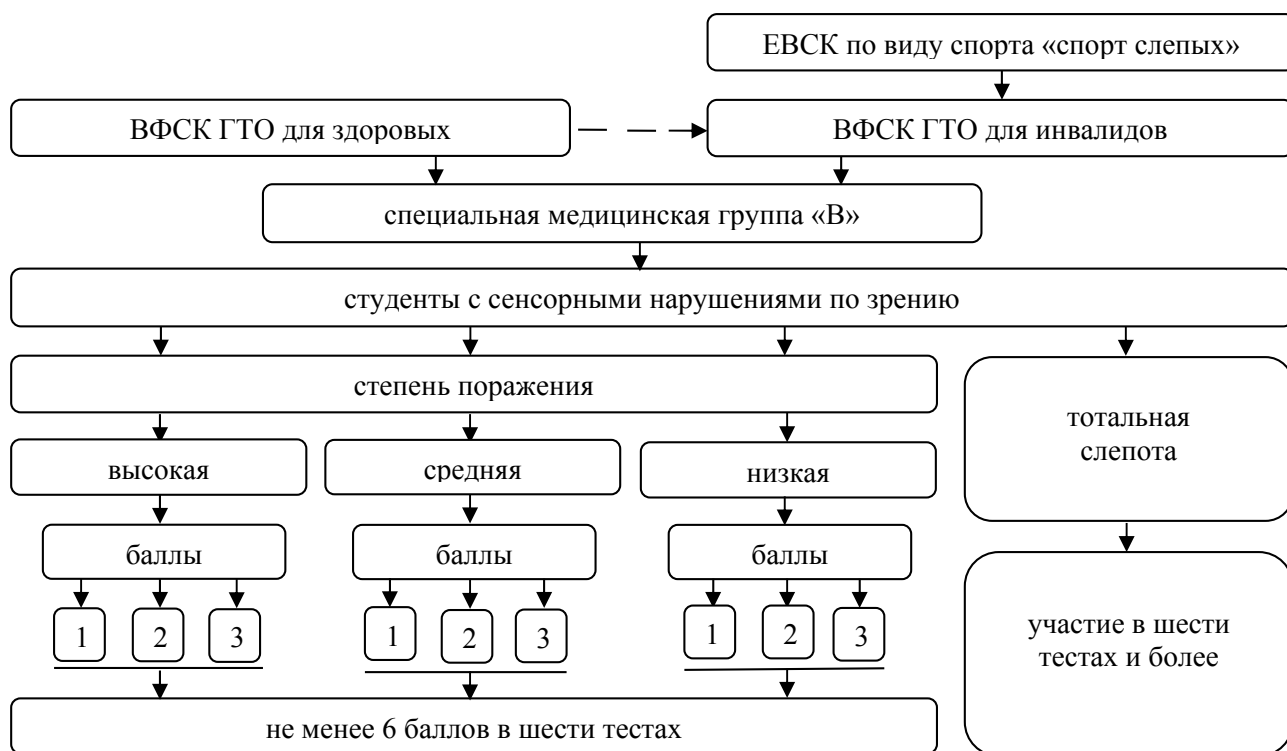 ЕВСК по виду спорта «спорт слепых»
ВФСК ГТО для здоровых
ВФСК ГТО для инвалидов
специальная медицинская группа «В»
студенты с сенсорными нарушениями по зрению
степень поражения
тотальная
слепота
высокая
средняя
низкая
баллы
баллы
баллы
1
2
3
1
2
3
1
2
3
участие в шести
тестах и более
не менее 6 баллов в шести тестах